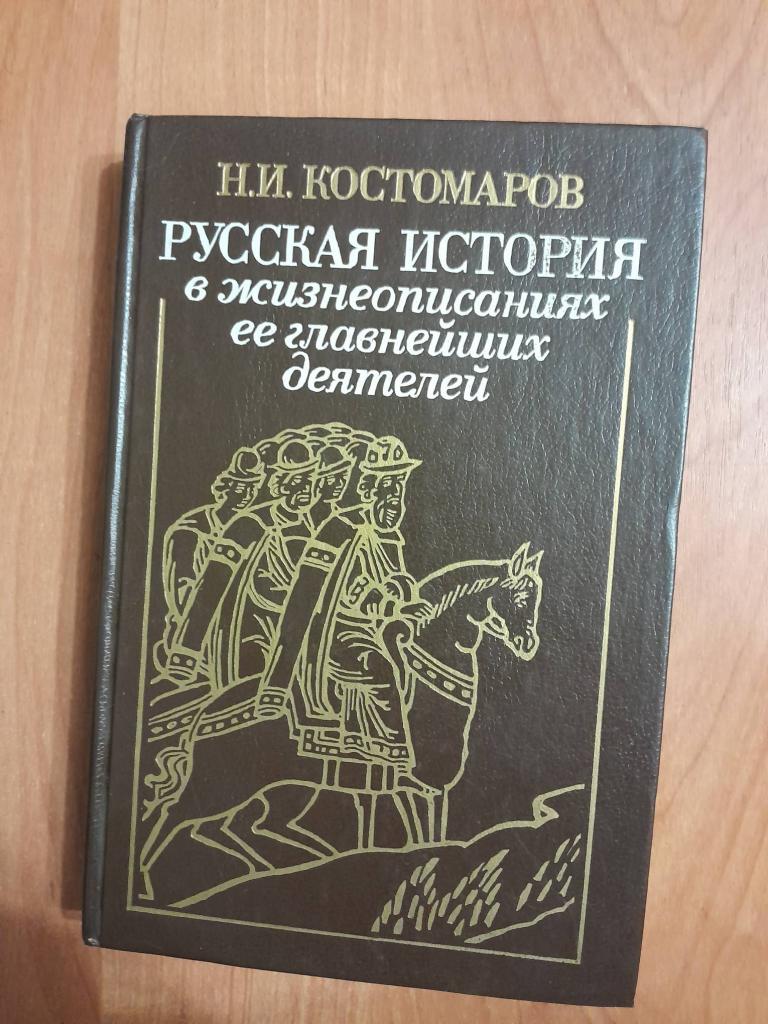 Н.И. КОСТОМАРОВ
РУССКАЯ ИСТОРИЯ
в жизнеописаниях
ее главнейших
деятелей